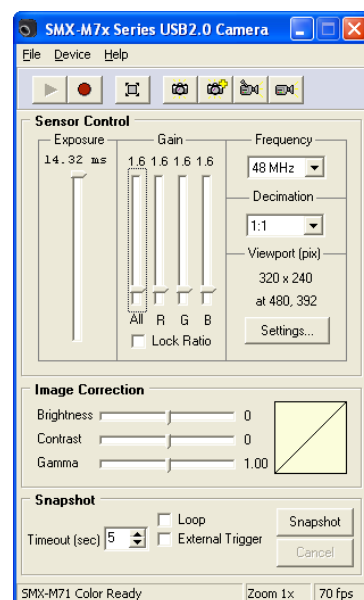 SMX-M7x Series USB2.0 Camera
File Device Help
Sensor Control
Exposure
14.32 ms
Gain
1.6 1.6 1.6 1.6
All R G B
Lock Ratio
Frequency
48 MHz
Decimation
1:1
Viewport (pix)
320 x 240
at 480, 392
Settings...
Image Correction
Brightness 0
Contrast 0
Gamma 1.00
Snapshot
Timeout (sec) 5
Loop
External Trigger
Snapshot
Cancel
SMX-M71 Color Ready Zoom 1x 70 fps